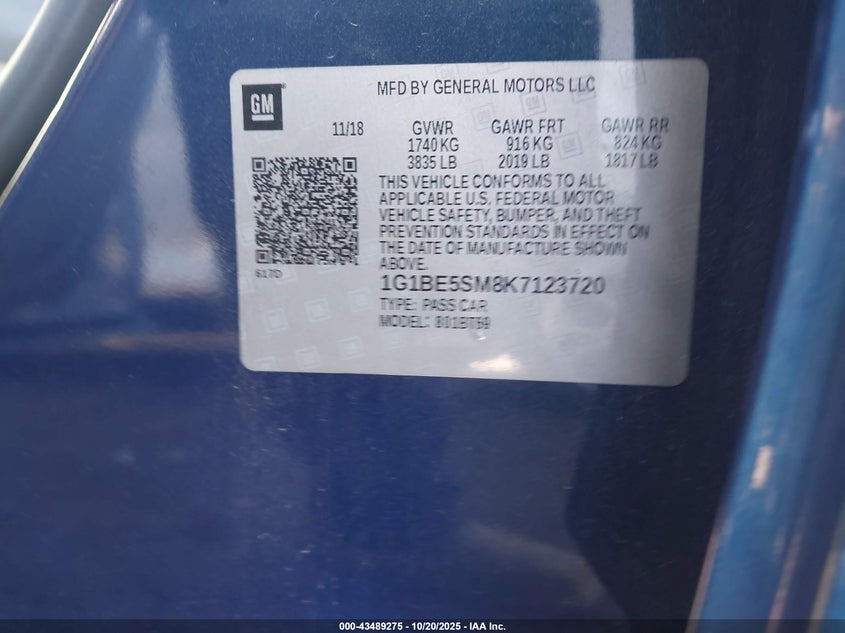 GM
MFD BY GENERAL MOTORS LLC
11/18 GVWR GAWR FRT GAWR RR
1740 KG 916 KG 824 KG
3835 LB 2019 LB 1817 LB
THIS VEHICLE CONFORMS TO ALL
APPLICABLE U.S. FEDERAL MOTOR
VEHICLE SAFETY, BUMPER, AND THEFT
PREVENTION STANDARDS IN EFFECT ON
THE DATE OF MANUFACTURE SHOWN
ABOVE.
617D
1G1BE5SM8K7123720
TYPE: PASS CAR
MODEL:
000-43489275 - 10/20/2025 - IAA Inc.